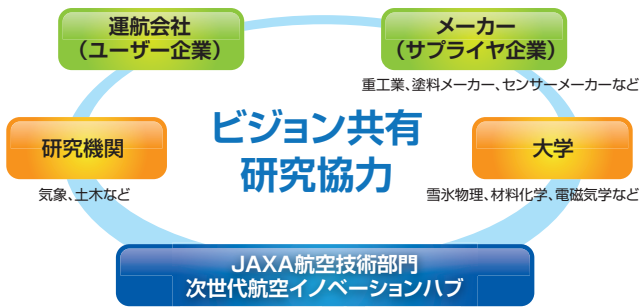 運航会社
(ユーザー企業)
メーカー
(サプライヤ企業)
重工業、塗料メーカー、センサーメーカーなど
ビジョン共有
研究協力
研究機関
気象、土木など
大学
雪氷物理、材料化学、電磁気学など
JAXA航空技術部門
次世代航空イノベーションハブ